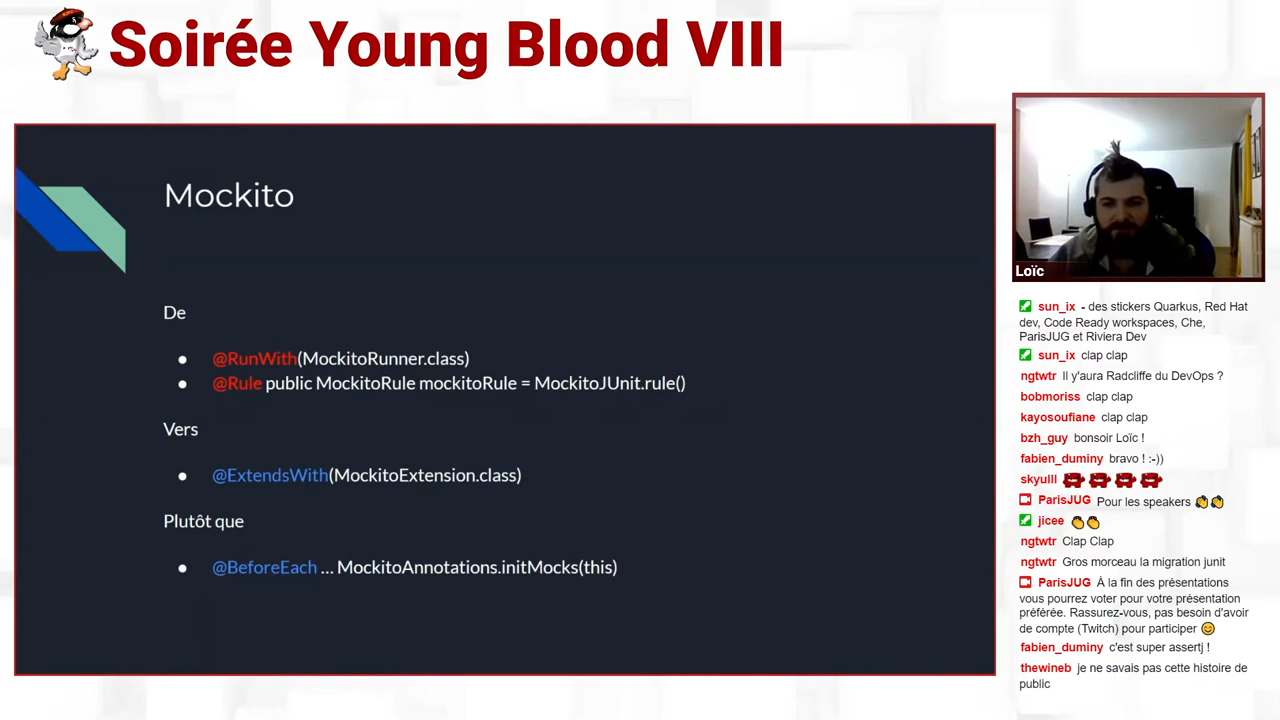 Soirée Young Blood VIII
Mockito
De
● @RunWith(MockitoRunner.class)
● @Rule public MockitoRule mockitoRule = MockitoJUnit.rule()
Vers
● @ExtendsWith(MockitoExtension.class)
Plutôt que
● @BeforeEach ... MockitoAnnotations.initMocks(this)
Loïc
sun_ix - des stickers Quarkus, Red Hat
dev, Code Ready workspaces, Che,
ParisJUG et Riviera Dev
sun_ix clap clap
ngtwtr Il y'aura Radcliffe du DevOps ?
bobmoriss clap clap
kayosoufiane clap clap
bzh_guy bonsoir Loïc !
fabien_duminy bravo ! :-))
skyulll
ParisJUG Pour les speakers 👏👏
jicee 👏👏
ngtwtr Clap Clap
ngtwtr Gros morceau la migration junit
ParisJUG À la fin des présentations
vous pourrez voter pour votre présentation
préférée. Rassurez-vous, pas besoin d'avoir
de compte (Twitch) pour participer 😊
fabien_duminy c'est super assertj !
thewineb je ne savais pas cette histoire de
public